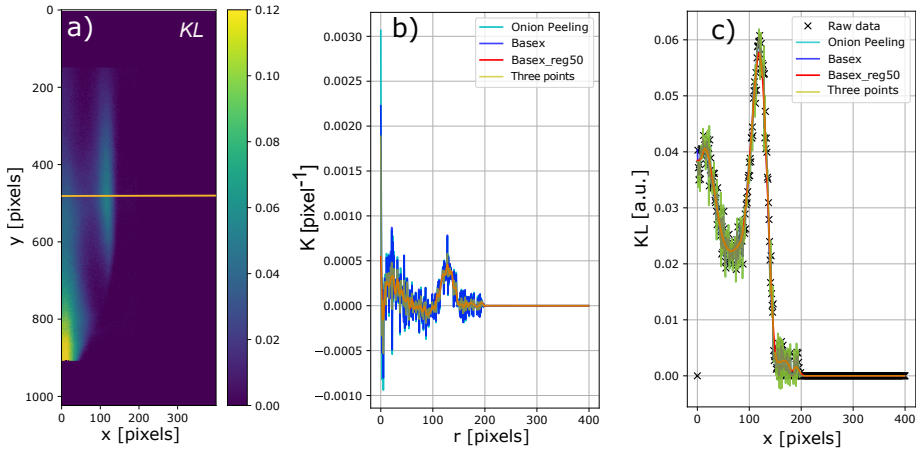 a)
KL
0
200
400
600
800
1000
y [pixels]
0
100
200
300
x [pixels]
0.12
0.10
0.08
0.06
0.04
0.02
0.00
b)
Onion Peeling
Basex
Basex_reg50
Three points
0.0030
0.0025
0.0020
0.0015
0.0010
0.0005
0.0000
−0.0005
−0.0010
K [pixel⁻¹]
0
100
200
300
400
r [pixels]
c)
Raw data
Onion Peeling
Basex
Basex_reg50
Three points
0.06
0.05
0.04
0.03
0.02
0.01
0.00
KL [a.u.]
0
100
200
300
400
x [pixels]